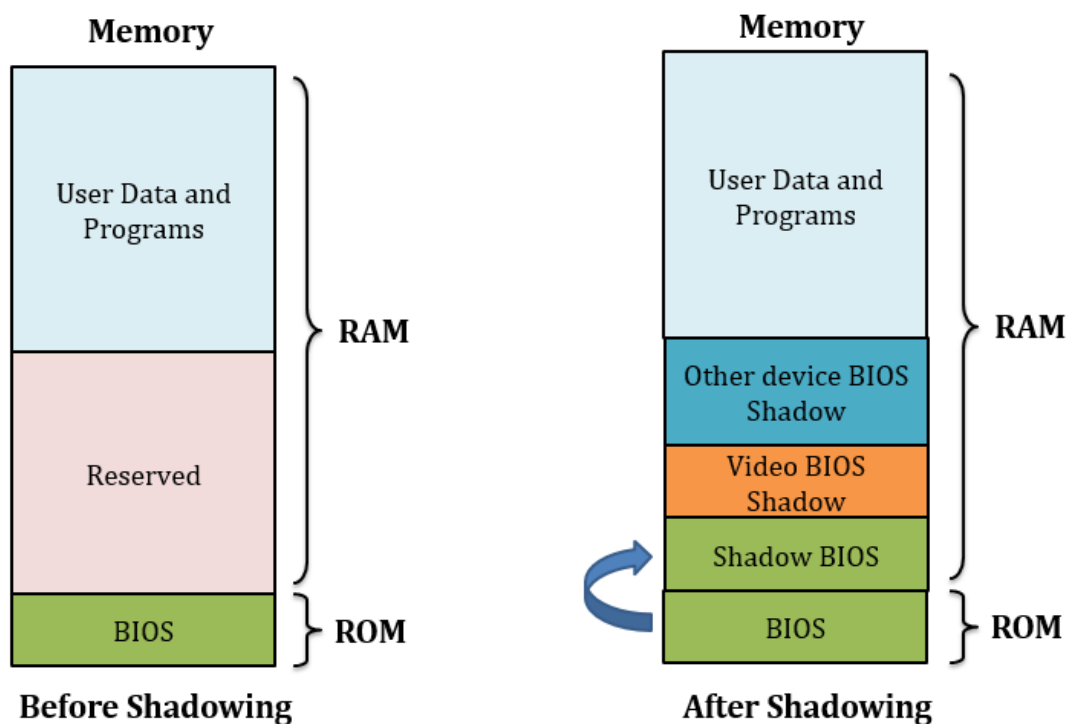 Memory
User Data and
Programs
RAM
Reserved
BIOS
ROM
Before Shadowing
Memory
User Data and
Programs
RAM
Other device BIOS
Shadow
Video BIOS
Shadow
Shadow BIOS
BIOS
ROM
After Shadowing